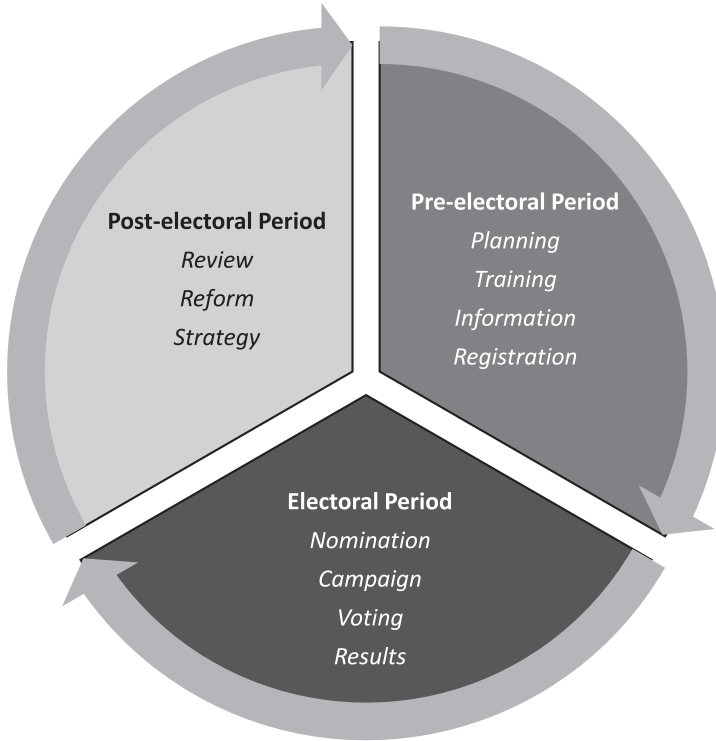 Post-electoral Period
Review
Reform
Strategy
Pre-electoral Period
Planning
Training
Information
Registration
Electoral Period
Nomination
Campaign
Voting
Results